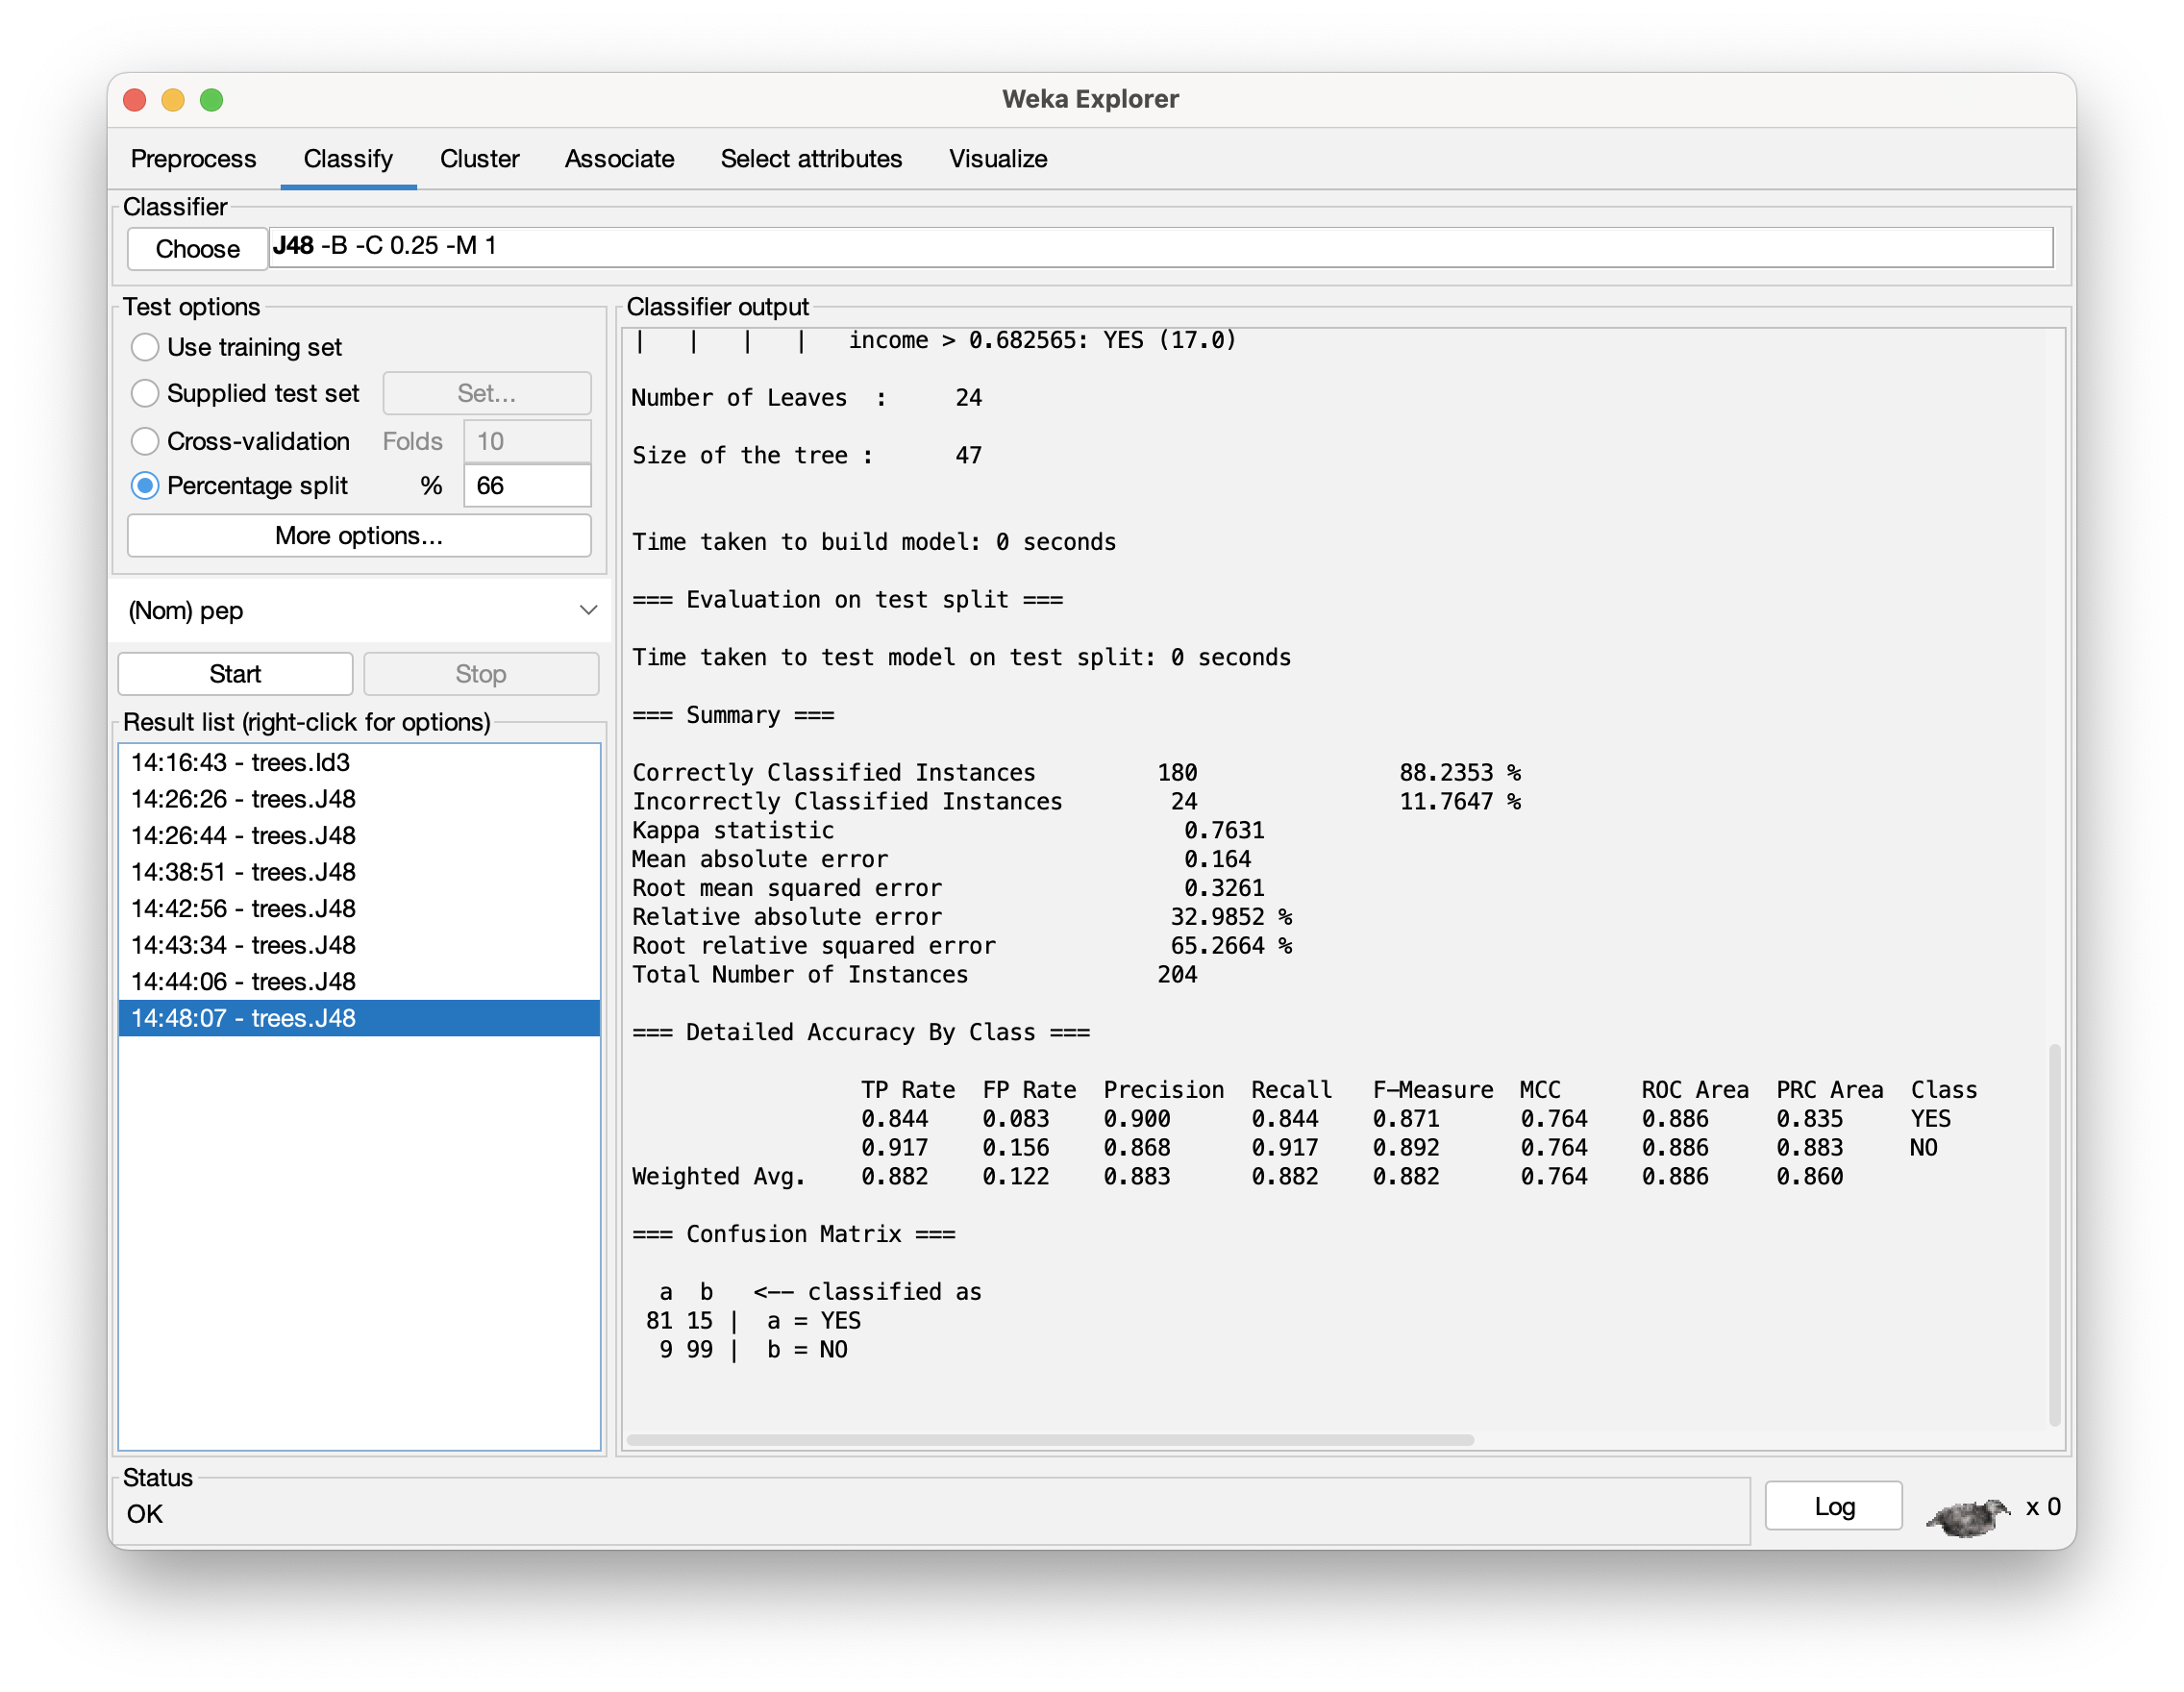 Weka Explorer
Preprocess Classify Cluster Associate Select attributes Visualize
Classifier
Choose J48 -B -C 0.25 -M 1
Test options
Use training set
Supplied test set Set...
Cross-validation Folds 10
Percentage split % 66
More options...
(Nom) pep
Start Stop
Result list (right-click for options)
14:16:43 - trees.Id3
14:26:26 - trees.J48
14:26:44 - trees.J48
14:38:51 - trees.J48
14:42:56 - trees.J48
14:43:34 - trees.J48
14:44:06 - trees.J48
14:48:07 - trees.J48
Classifier output
| | | | income > 0.682565: YES (17.0)
Number of Leaves : 24
Size of the tree : 47
Time taken to build model: 0 seconds
=== Evaluation on test split ===
Time taken to test model on test split: 0 seconds
=== Summary ===
Correctly Classified Instances 180 88.2353 %
Incorrectly Classified Instances 24 11.7647 %
Kappa statistic 0.7631
Mean absolute error 0.164
Root mean squared error 0.3261
Relative absolute error 32.9852 %
Root relative squared error 65.2664 %
Total Number of Instances 204
=== Detailed Accuracy By Class ===
TP Rate FP Rate Precision Recall F-Measure MCC ROC Area PRC Area Class
0.844 0.083 0.900 0.844 0.871 0.764 0.886 0.835 YES
0.917 0.156 0.868 0.917 0.892 0.764 0.886 0.883 NO
Weighted Avg. 0.882 0.122 0.883 0.882 0.882 0.764 0.886 0.860
=== Confusion Matrix ===
a b <-- classified as
81 15 | a = YES
9 99 | b = NO
Status
OK
Log x 0